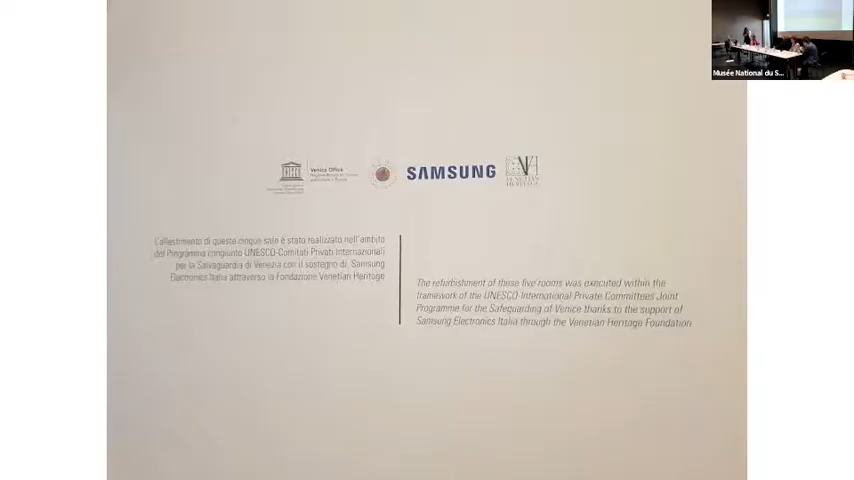 Musée National du S...
Venice Office
SAMSUNG
VENETIAN
HERITAGE
L'allestimento di queste cinque sale è stato realizzato nell'ambito
del Programma congiunto UNESCO-Comitati Privati Internazionali
per la Salvaguardia di Venezia con il sostegno di Samsung
Electronics Italia attraverso la Fondazione Venetian Heritage
The refurbishment of these five rooms was executed within the
framework of the UNESCO-International Private Committees Joint
Programme for the Safeguarding of Venice thanks to the support of
Samsung Electronics Italia through the Venetian Heritage Foundation